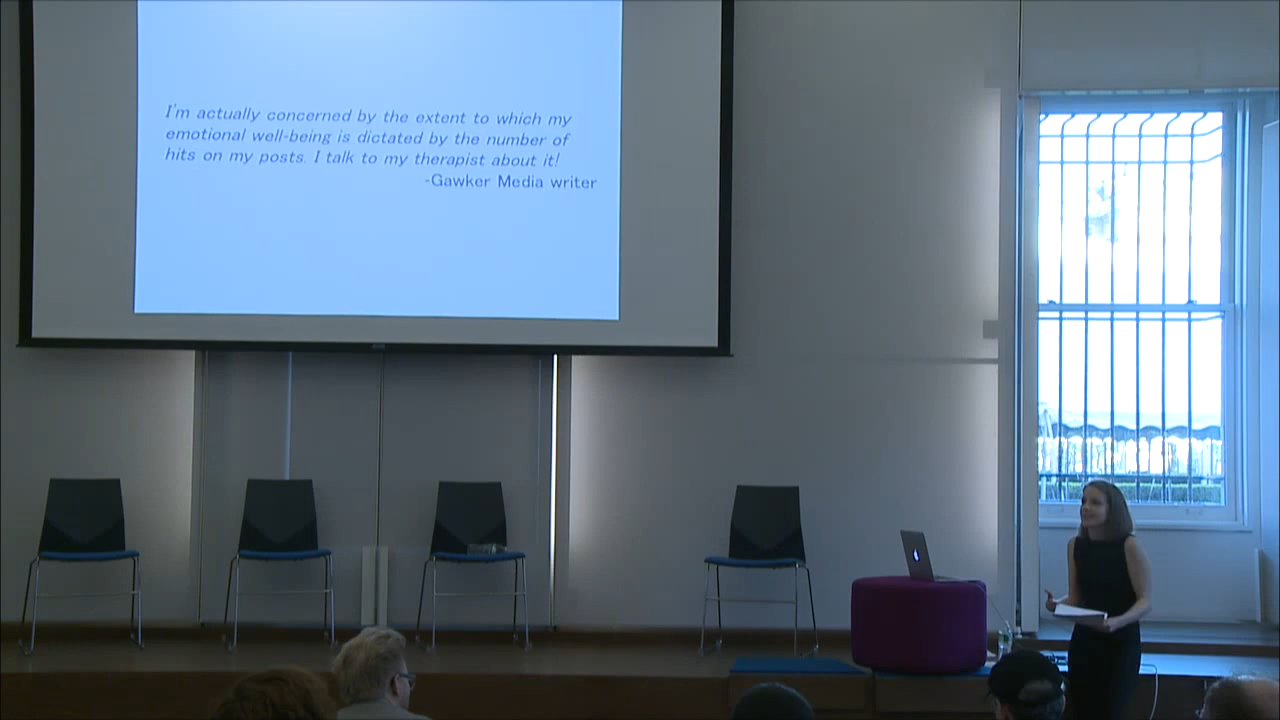 I'm actually concerned by the extent to which my
emotional well-being is dictated by the number of
hits on my posts. I talk to my therapist about it!
-Gawker Media writer